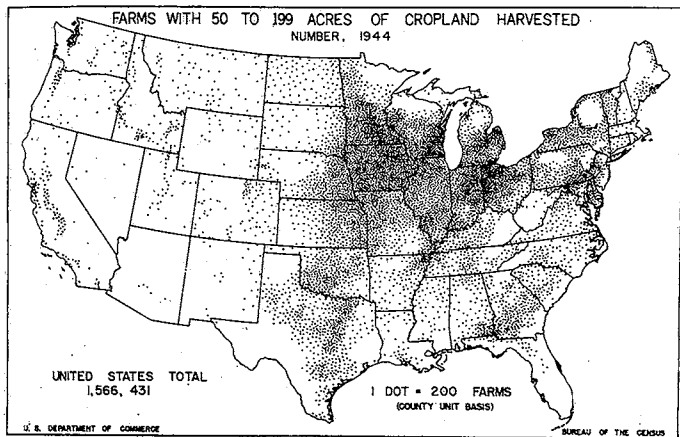 FARMS WITH 50 TO 199 ACRES OF CROPLAND HARVESTED
NUMBER, 1944
UNITED STATES TOTAL
1,566,431
1 DOT = 200 FARMS
(COUNTY UNIT BASIS)
U. S. DEPARTMENT OF COMMERCE
BUREAU OF THE CENSUS